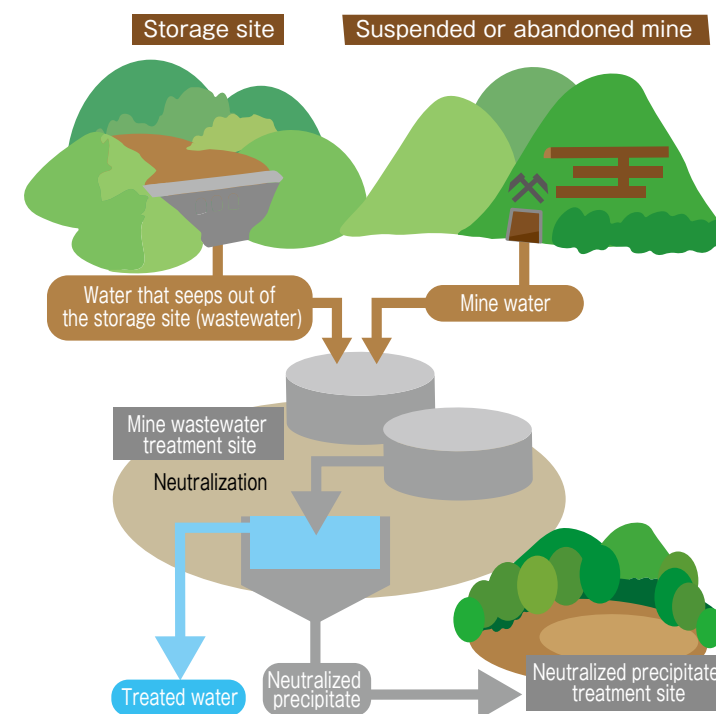 Storage site
Suspended or abandoned mine
Water that seeps out of
the storage site (wastewater)
Mine water
Mine wastewater
treatment site
Neutralization
Treated water
Neutralized
precipitate
Neutralized precipitate
treatment site